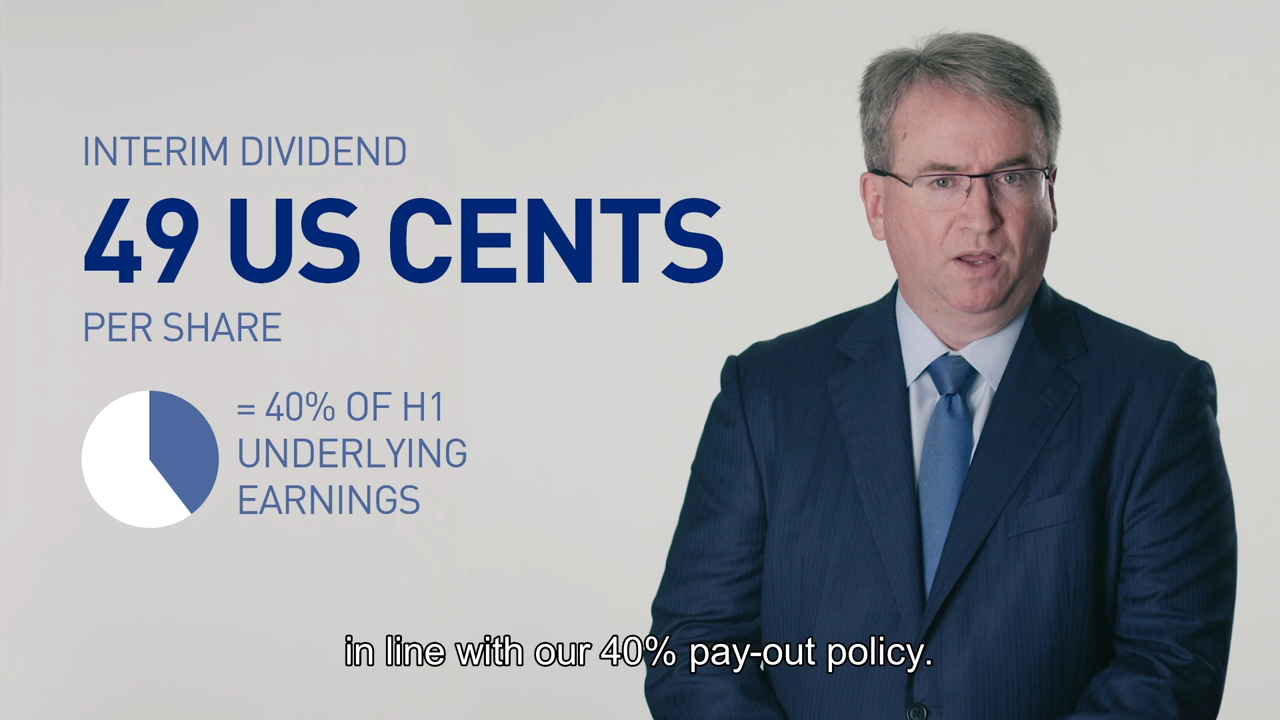 INTERIM DIVIDEND
49 US CENTS
PER SHARE
= 40% OF H1
UNDERLYING
EARNINGS
in line with our 40% pay-out policy.